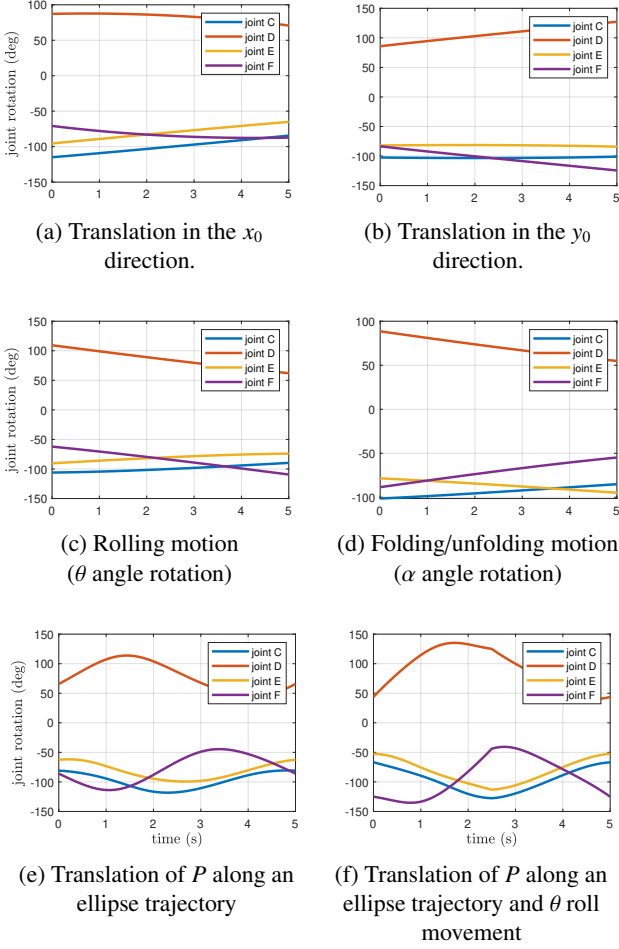 100
50
0
-50
-100
-150
0 1 2 3 4 5
joint rotation (deg)
joint C
joint D
joint E
joint F
(a) Translation in the x0
direction.
200
150
100
50
0
-50
-100
-150
0 1 2 3 4 5
joint C
joint D
joint E
joint F
(b) Translation in the y0
direction.
150
100
50
0
-50
-100
-150
0 1 2 3 4 5
joint rotation (deg)
joint C
joint D
joint E
joint F
(c) Rolling motion
(θ angle rotation)
100
50
0
-50
-100
0 1 2 3 4 5
joint C
joint D
joint E
joint F
(d) Folding/unfolding motion
(α angle rotation)
150
100
50
0
-50
-100
-150
0 1 2 3 4 5
joint rotation (deg)
time (s)
joint C
joint D
joint E
joint F
(e) Translation of P along an
ellipse trajectory
150
100
50
0
-50
-100
-150
0 1 2 3 4 5
time (s)
joint C
joint D
joint E
joint F
(f) Translation of P along an
ellipse trajectory and θ roll
movement